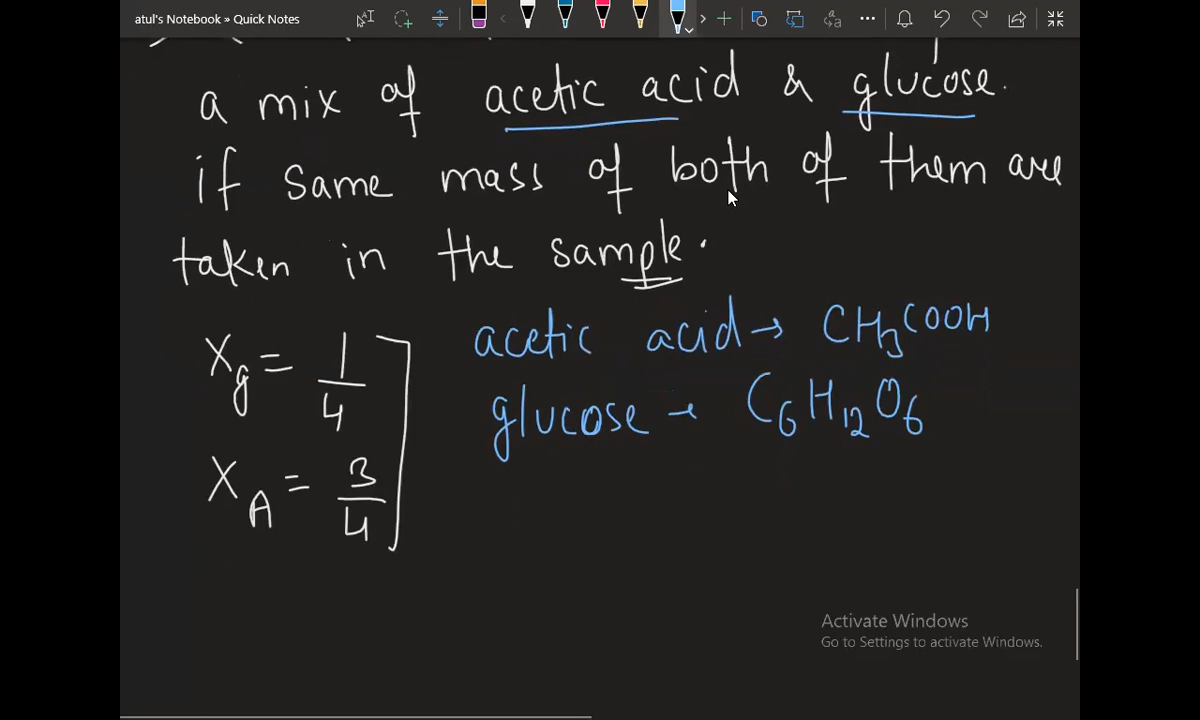 atul's Notebook » Quick Notes
a mix of acetic acid & glucose.
if same mass of both of them are
taken in the sample.
Xg = 1/4
acetic acid → CH3COOH
glucose → C6H12O6
XA = 3/4
Activate Windows
Go to Settings to activate Windows.